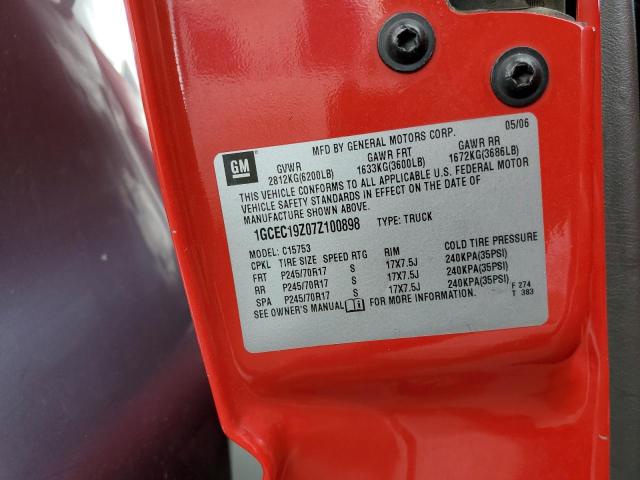 MFD BY GENERAL MOTORS CORP. 05/06
GM
GVWR GAWR FRT GAWR RR
2812KG(6200LB) 1633KG(3600LB) 1672KG(3686LB)
THIS VEHICLE CONFORMS TO ALL APPLICABLE U.S. FEDERAL MOTOR
VEHICLE SAFETY STANDARDS IN EFFECT ON THE DATE OF
MANUFACTURE SHOWN ABOVE.
1GCEC19Z07Z100898 TYPE: TRUCK
MODEL: C15753
CPKL TIRE SIZE SPEED RTG RIM COLD TIRE PRESSURE
FRT P245/70R17 S 17X7.5J 240KPA(35PSI)
RR P245/70R17 S 17X7.5J 240KPA(35PSI)
SPA P245/70R17 S 17X7.5J 240KPA(35PSI) F 274
SEE OWNER'S MANUAL FOR MORE INFORMATION. T 383